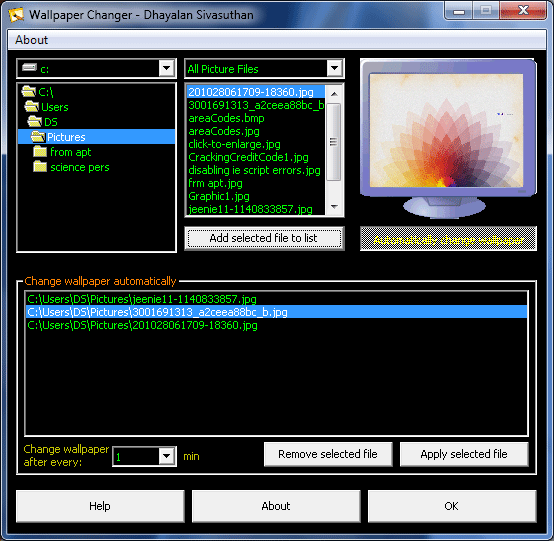 Wallpaper Changer - Dhayalan Sivasuthan
About
c:
All Picture Files
C:\
Users
DS
Pictures
from apt
science pers
201028061709-18360.jpg
3001691313_a2ceea88bc_b
areaCodes.bmp
areaCodes.jpg
click-to-enlarge.jpg
CrackingCreditCode1.jpg
disabling ie script errors.jpg
frm apt.jpg
Graphic1.jpg
jeenie11-1140833857.jpg
Add selected file to list
Change wallpaper automatically
C:\Users\DS\Pictures\jeenie11-1140833857.jpg
C:\Users\DS\Pictures\3001691313_a2ceea88bc_b.jpg
C:\Users\DS\Pictures\201028061709-18360.jpg
Change wallpaper
after every:
1
min
Remove selected file
Apply selected file
Help
About
OK